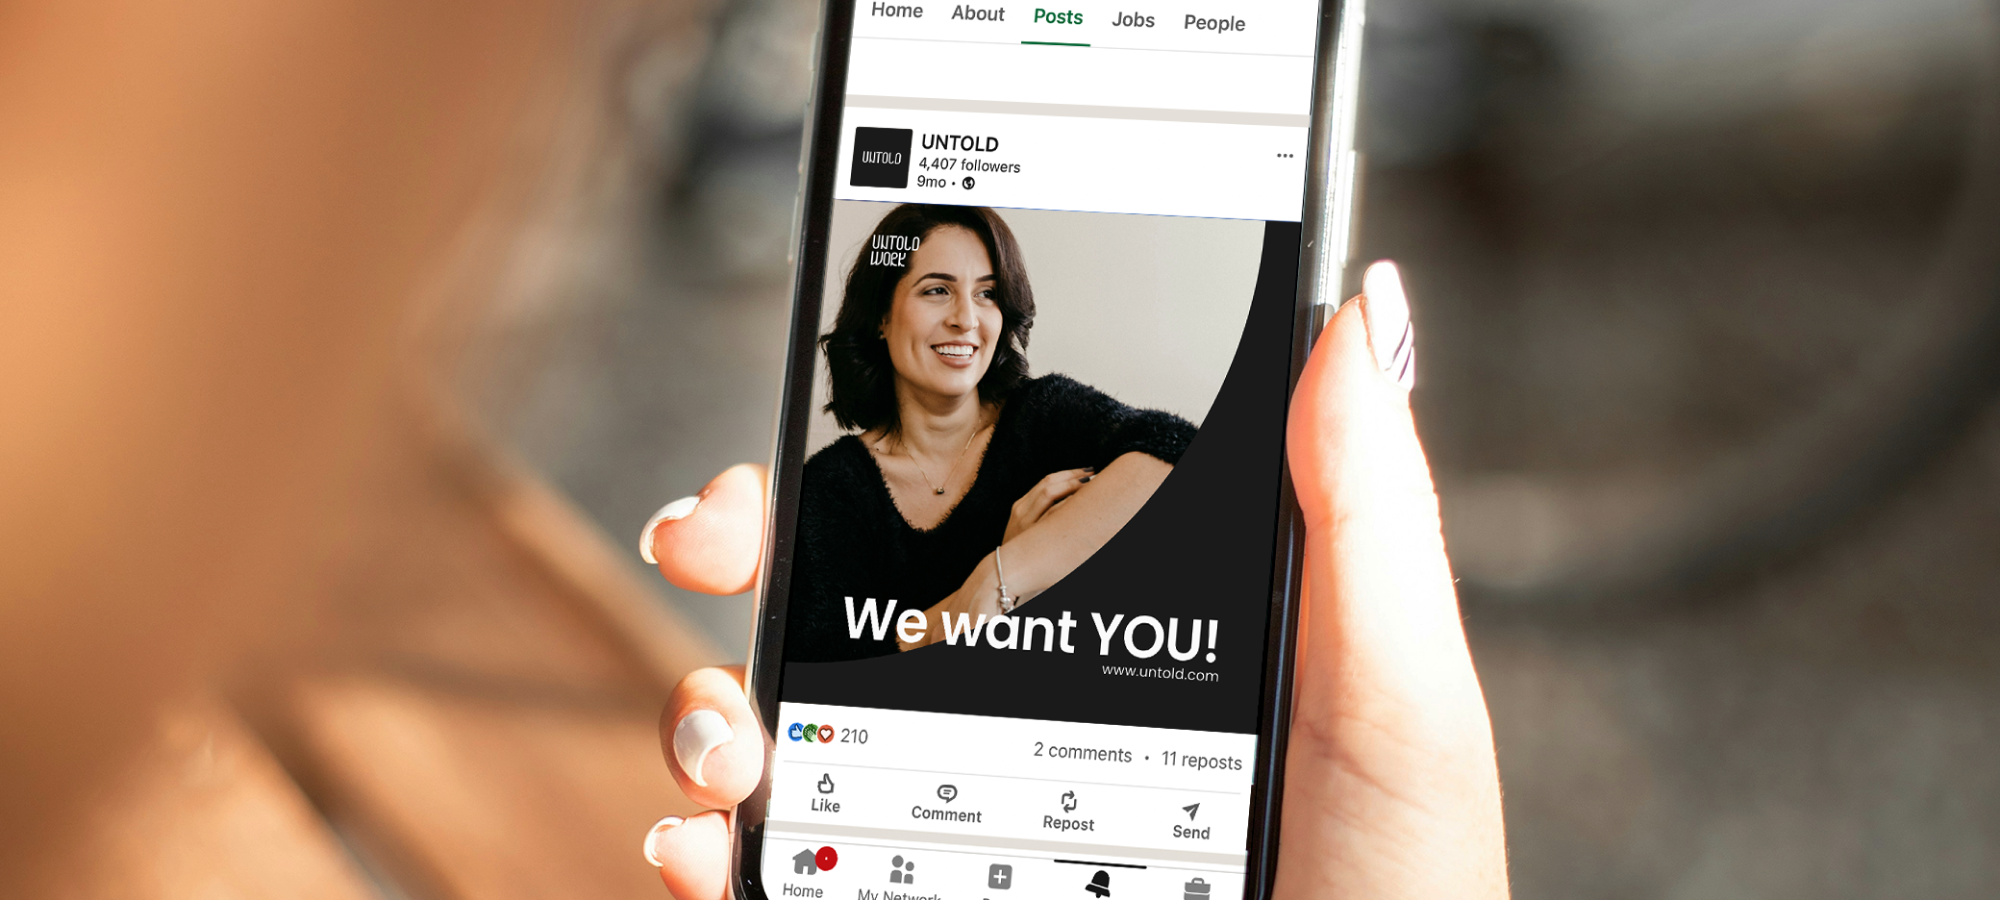 Home About Posts Jobs People
UNTOLD
UNTOLD
4,407 followers
9mo •
UNTOLD
WORK
We want YOU!
www.untold.com
210
2 comments • 11 reposts
Like Comment Repost Send
Home My Network